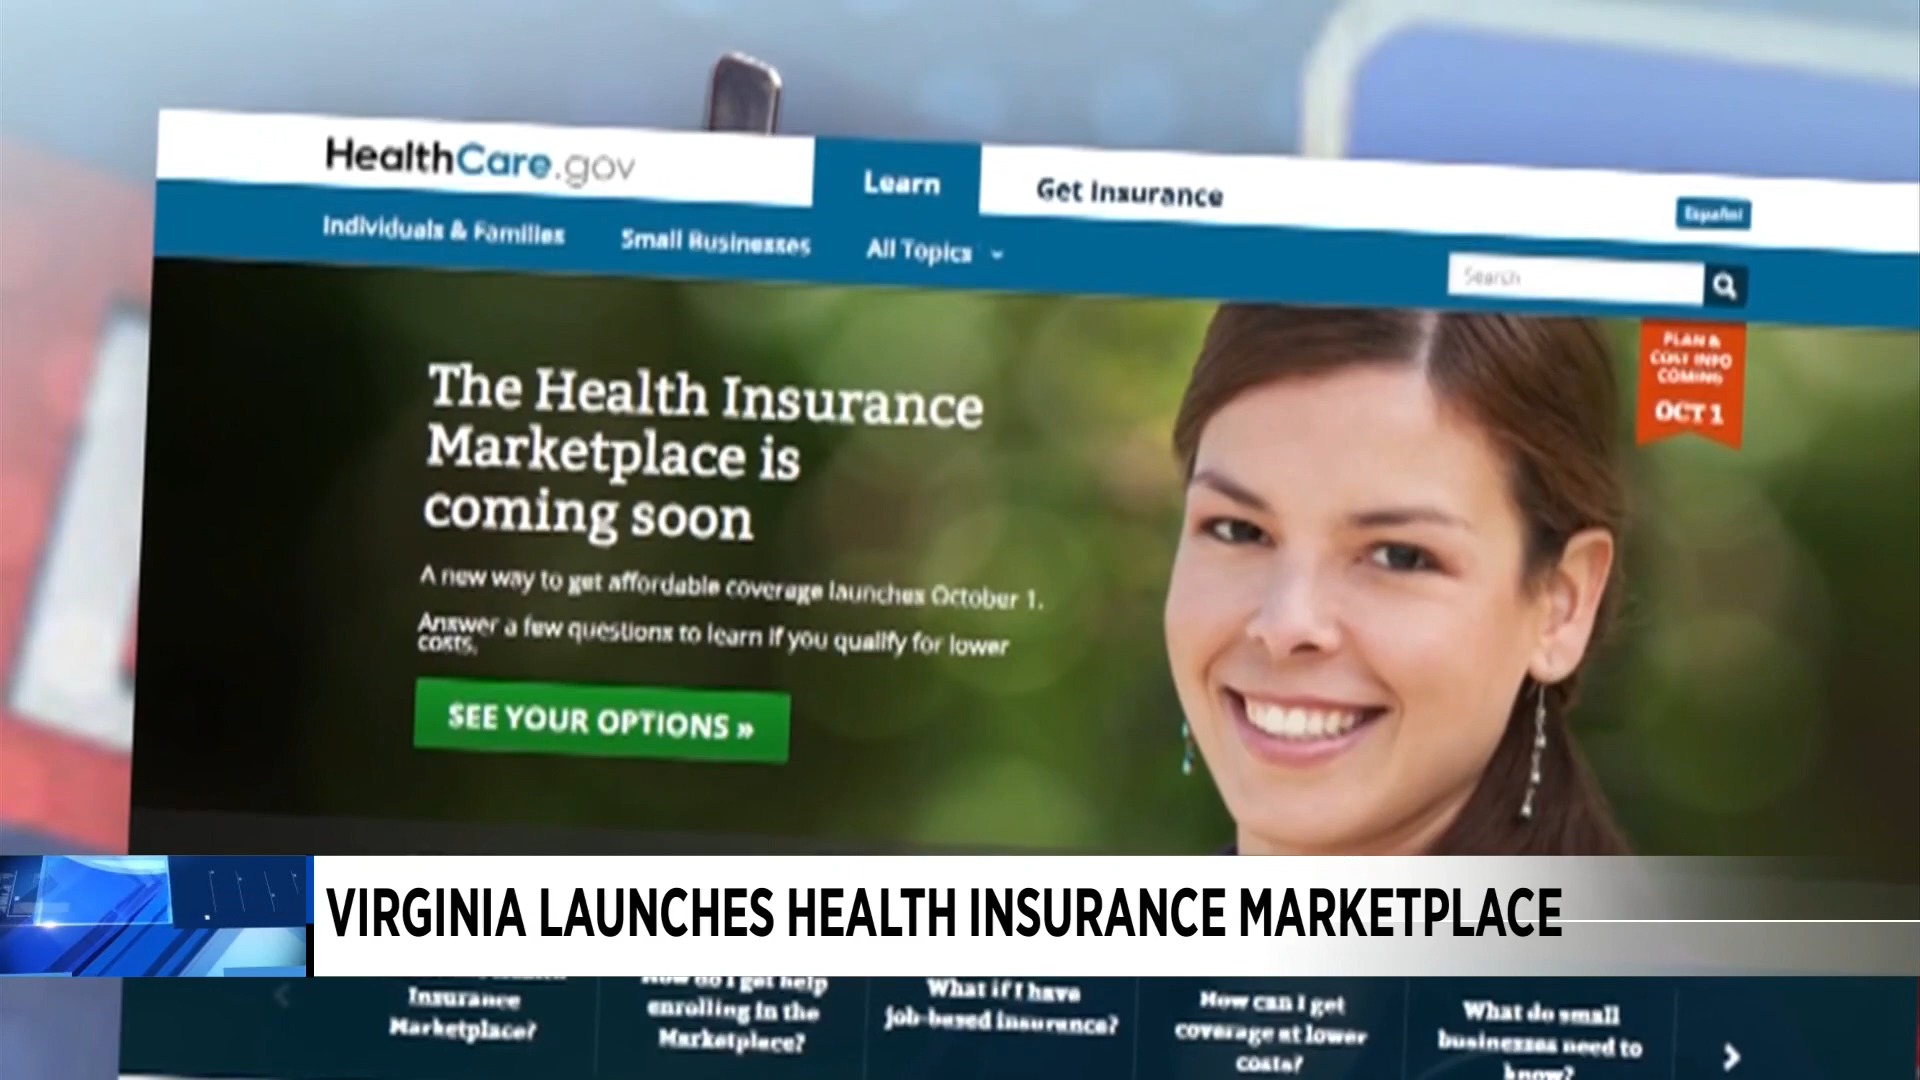 HealthCare.gov
Learn
Get Insurance
Español
Individuals & Families
Small Businesses
All Topics
Search
PLAN &
COST INFO
COMING
OCT 1
The Health Insurance
Marketplace is
coming soon
A new way to get affordable coverage launches October 1.
Answer a few questions to learn if you qualify for lower
costs.
SEE YOUR OPTIONS »
VIRGINIA LAUNCHES HEALTH INSURANCE MARKETPLACE
Insurance
Marketplace?
How do I get help
enrolling in the
Marketplace?
What if I have
job-based insurance?
How can I get
coverage at lower
costs?
What do small
businesses need to
know?